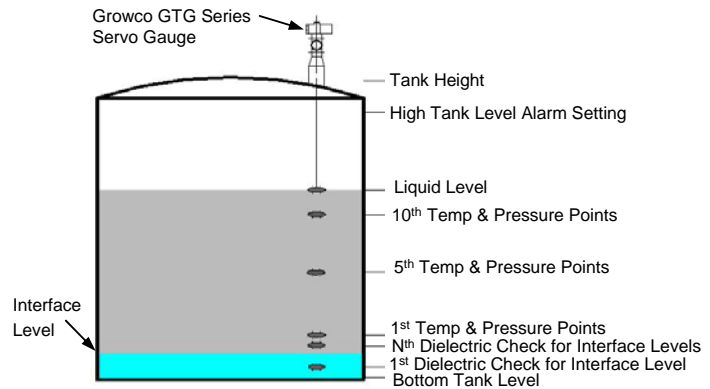 Growco GTG Series
Servo Gauge
Tank Height
High Tank Level Alarm Setting
Liquid Level
10th Temp & Pressure Points
5th Temp & Pressure Points
Interface
Level
1st Temp & Pressure Points
Nth Dielectric Check for Interface Levels
1st Dielectric Check for Interface Level
Bottom Tank Level